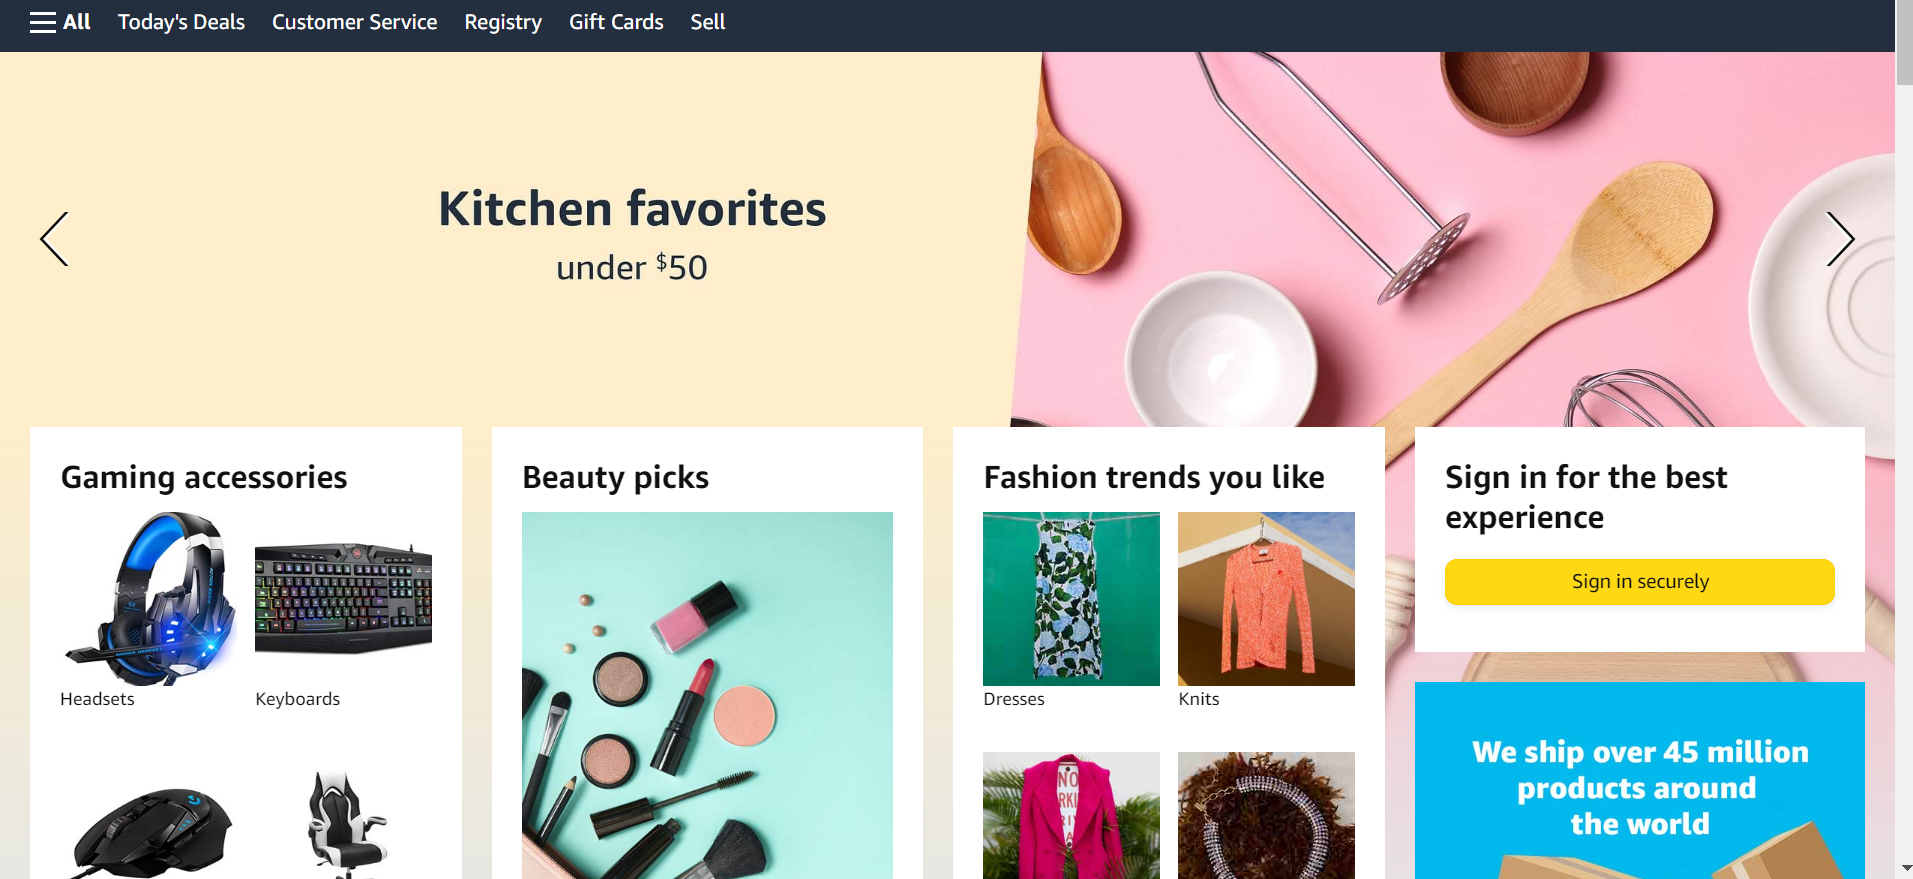 All Today's Deals Customer Service Registry Gift Cards Sell
Kitchen favorites
under $50
Gaming accessories
Headsets
Keyboards
Beauty picks
Fashion trends you like
Dresses
Knits
NO
Sign in for the best
experience
Sign in securely
We ship over 45 million
products around
the world